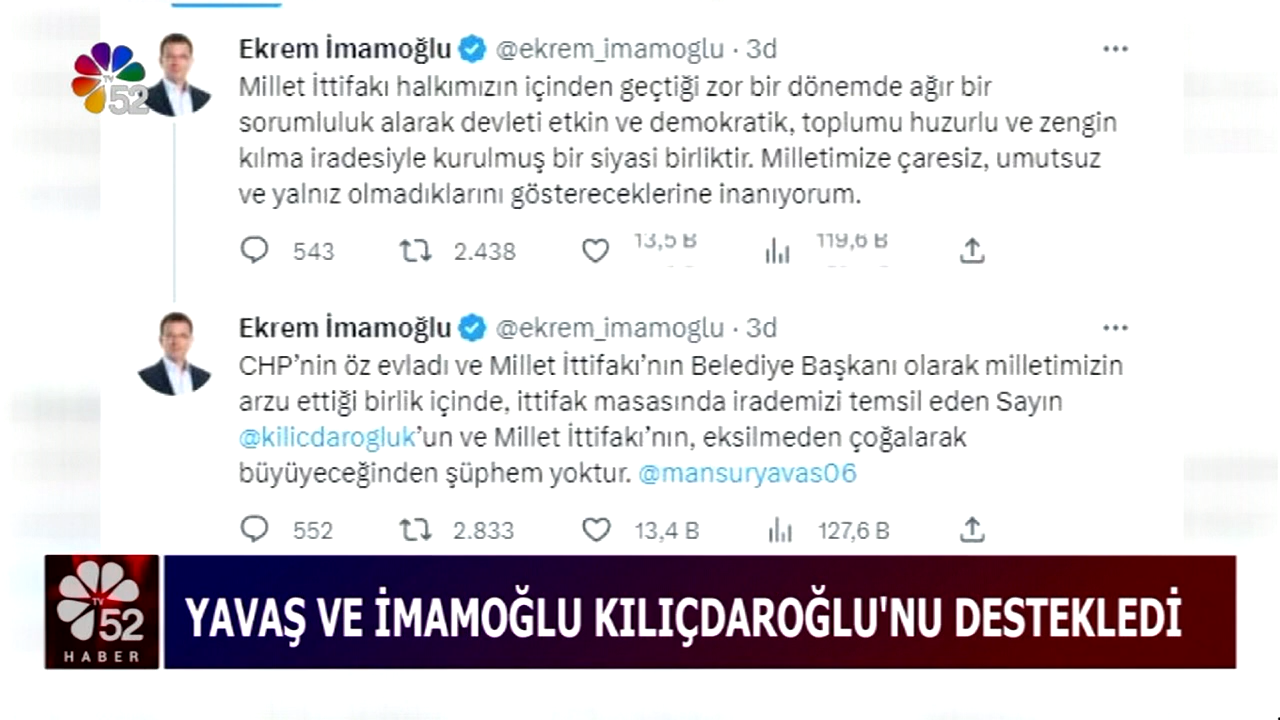 Ekrem İmamoğlu @ekrem_imamoglu · 3d
TV
52
Millet İttifakı halkımızın içinden geçtiği zor bir dönemde ağır bir
sorumluluk alarak devleti etkin ve demokratik, toplumu huzurlu ve zengin
kılma iradesiyle kurulmuş bir siyasi birliktir. Milletimize çaresiz, umutsuz
ve yalnız olmadıklarını göstereceklerine inanıyorum.
543 2.438 13,5 B 119,6 B
Ekrem İmamoğlu @ekrem_imamoglu · 3d
CHP’nin öz evladı ve Millet İttifakı’nın Belediye Başkanı olarak milletimizin
arzu ettiği birlik içinde, ittifak masasında irademizi temsil eden Sayın
@kilicdarogluk’un ve Millet İttifakı’nın, eksilmeden çoğalarak
büyüyeceğinden şüphem yoktur. @mansuryavas06
552 2.833 13,4 B 127,6 B
TV
52
HABER
YAVAŞ VE İMAMOĞLU KILIÇDAROĞLU'NU DESTEKLEDİ